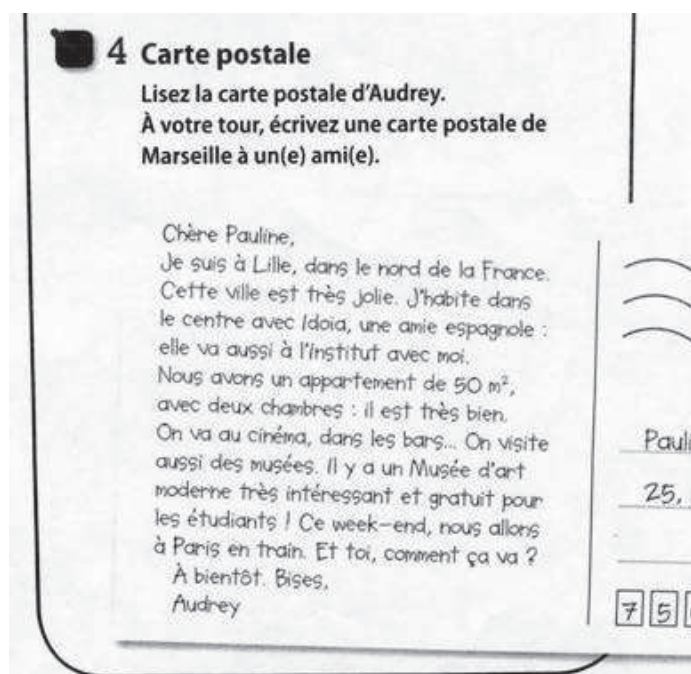 4 Carte postale
Lisez la carte postale d'Audrey.
À votre tour, écrivez une carte postale de
Marseille à un(e) ami(e).
Chère Pauline,
Je suis à Lille, dans le nord de la France.
Cette ville est très jolie. J'habite dans
le centre avec Idoia, une amie espagnole :
elle va aussi à l'institut avec moi.
Nous avons un appartement de 50 m²,
avec deux chambres : il est très bien.
On va au cinéma, dans les bars... On visite
aussi des musées. Il y a un Musée d'art
moderne très intéressant et gratuit pour
les étudiants ! Ce week-end, nous allons
à Paris en train. Et toi, comment ça va ?
À bientôt. Bises,
Audrey
Pauli
25,
75